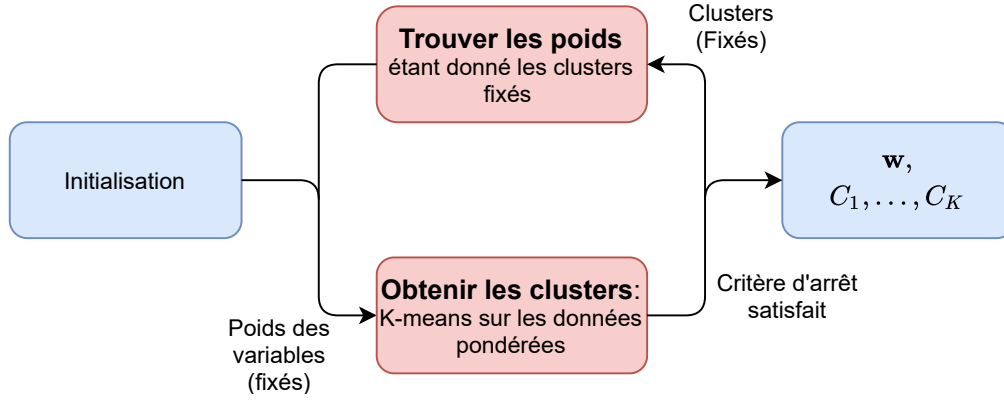 Trouver les poids
étant donné les clusters
fixés
Clusters
(Fixés)
Initialisation
w,
C₁, . . . , C_K
Obtenir les clusters:
K-means sur les données
pondérées
Poids des
variables
(fixés)
Critère d'arrêt
satisfait